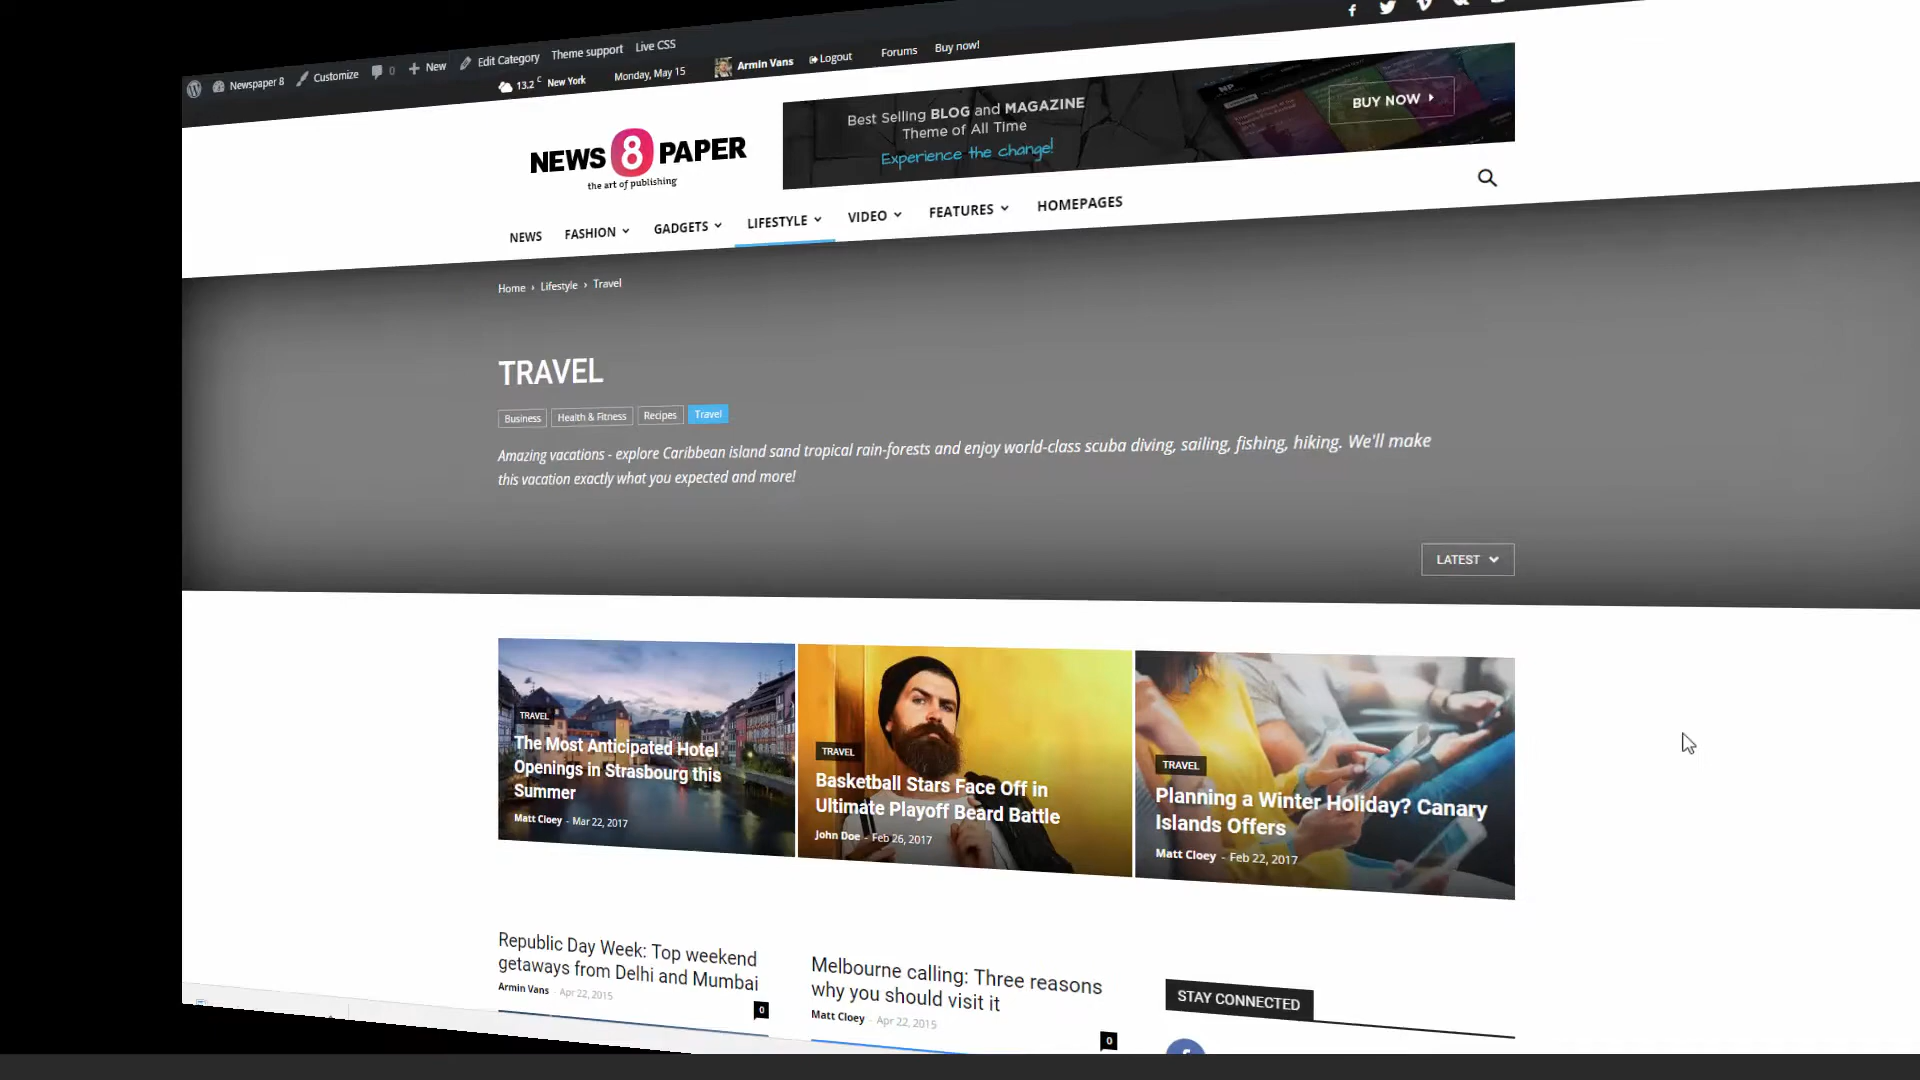 Newspaper 8 Customize 0 New Edit Category Theme support Live CSS
13.2 C New York Monday, May 15 Armin Vans Logout Forums Buy now!
NEWS 8 PAPER
the art of publishing
Best Selling BLOG and MAGAZINE
Theme of All Time
Experience the change!
BUY NOW
NEWS FASHION GADGETS LIFESTYLE VIDEO FEATURES HOMEPAGES
Home › Lifestyle › Travel
TRAVEL
Business Health & Fitness Recipes Travel
Amazing vacations - explore Caribbean island sand tropical rain-forests and enjoy world-class scuba diving, sailing, fishing, hiking. We'll make
this vacation exactly what you expected and more!
LATEST
TRAVEL
The Most Anticipated Hotel
Openings in Strasbourg this
Summer
Matt Cloey - Mar 22, 2017
TRAVEL
Basketball Stars Face Off in
Ultimate Playoff Beard Battle
John Doe - Feb 26, 2017
TRAVEL
Planning a Winter Holiday? Canary
Islands Offers
Matt Cloey - Feb 22, 2017
Republic Day Week: Top weekend
getaways from Delhi and Mumbai
Armin Vans - Apr 22, 2015
0
Melbourne calling: Three reasons
why you should visit it
Matt Cloey - Apr 22, 2015
0
STAY CONNECTED